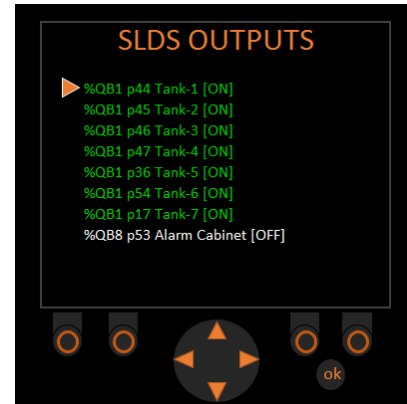 SLDS OUTPUTS
%QB1 p44 Tank-1 [ON]
%QB1 p45 Tank-2 [ON]
%QB1 p46 Tank-3 [ON]
%QB1 p47 Tank-4 [ON]
%QB1 p36 Tank-5 [ON]
%QB1 p54 Tank-6 [ON]
%QB1 p17 Tank-7 [ON]
%QB8 p53 Alarm Cabinet [OFF]
ok